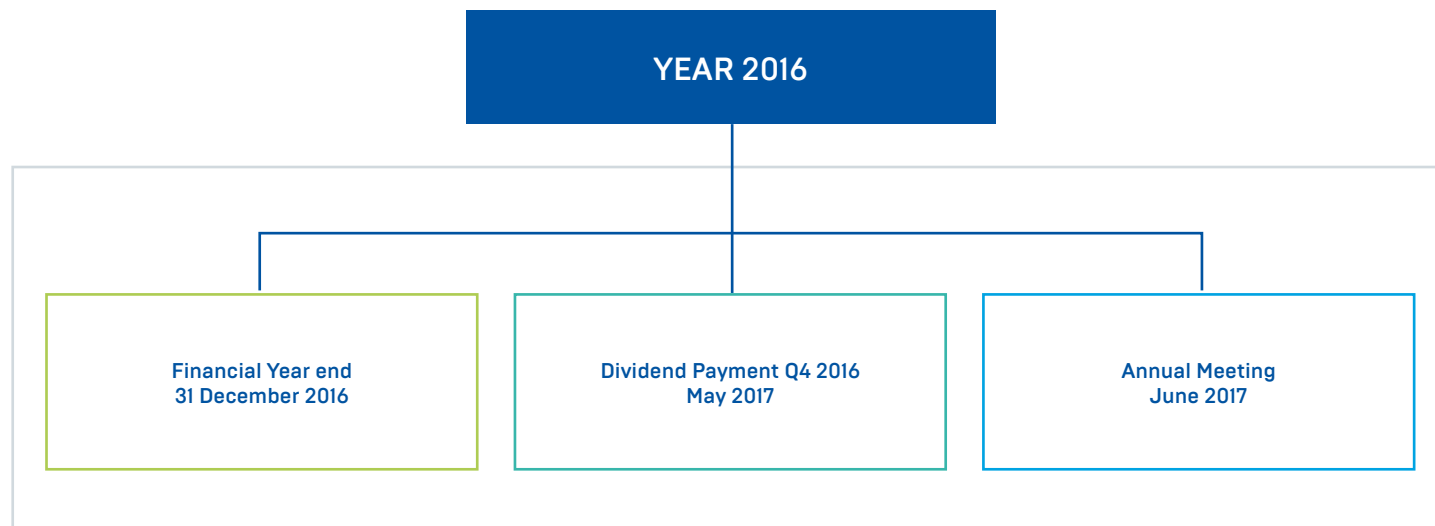 YEAR 2016
Financial Year end
31 December 2016
Dividend Payment Q4 2016
May 2017
Annual Meeting
June 2017